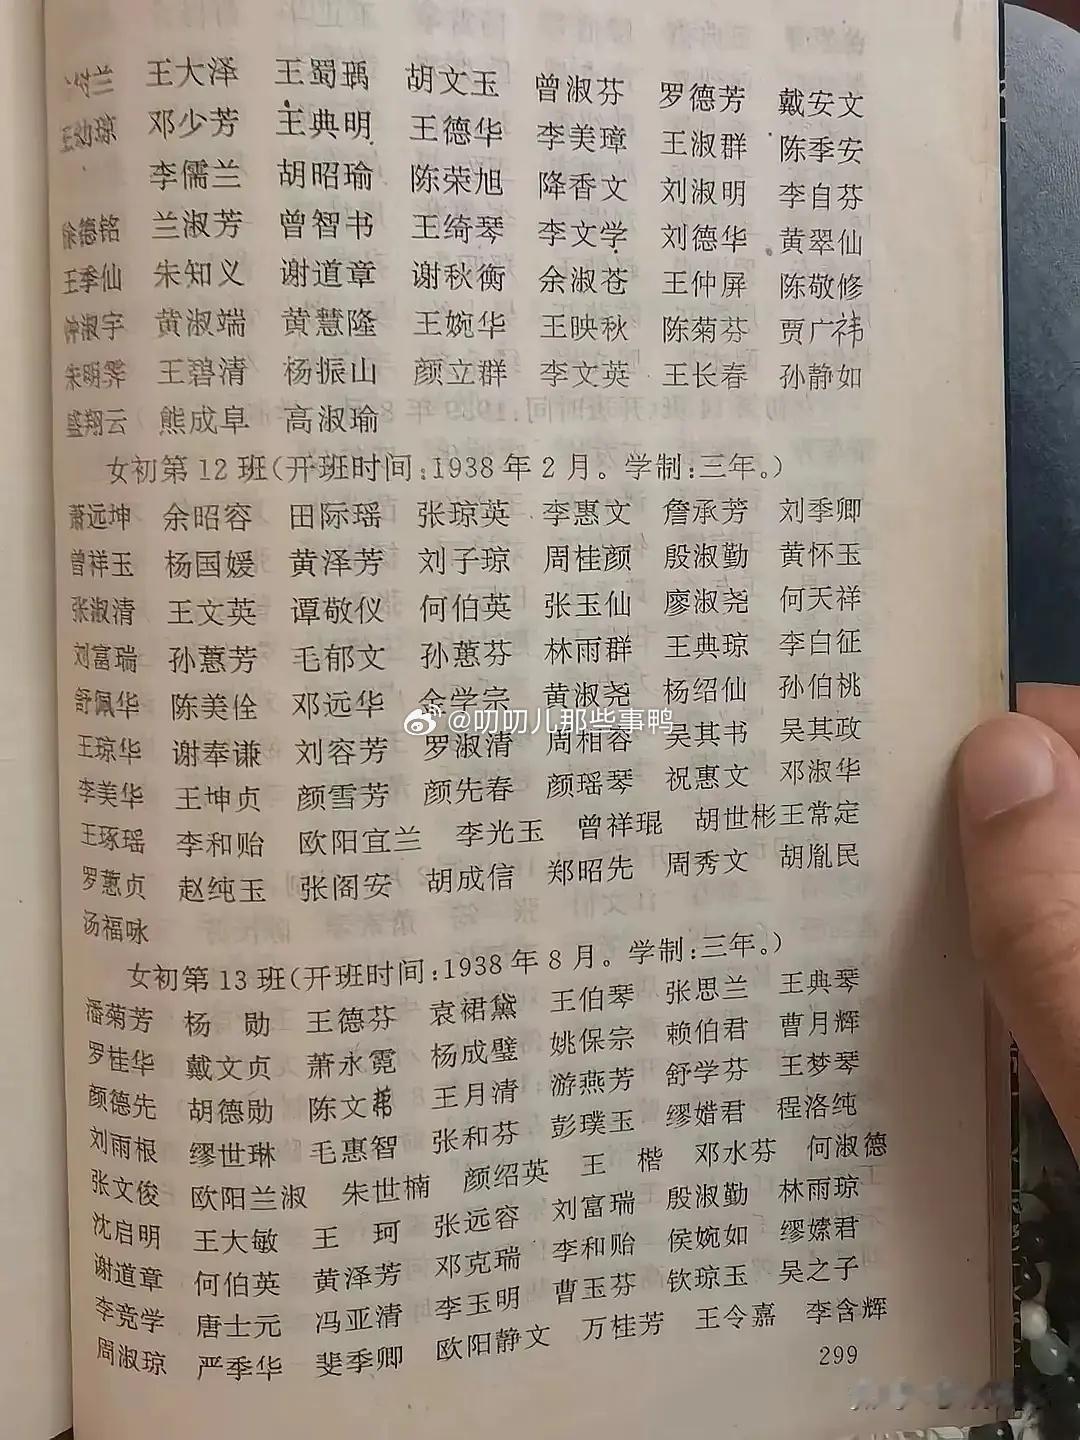 兰 王大泽 王蜀瑀 胡文玉 曾淑芬 罗德芳 戴安文
王幼琼 邓少芳 王典明 王德华 李美璋 王淑群 陈季安
李儒兰 胡昭瑜 陈荣旭 降香文 刘淑明 李自芬
徐德铭 兰淑芳 曾智书 王绮琴 李文学 刘德华 黄翠仙
王季仙 朱知义 谢道章 谢秋衡 余淑苍 王仲屏 陈敬修
钟淑宇 黄淑端 黄慧隆 王婉华 王映秋 陈菊芬 贾广祎
朱明霁 王碧清 杨振山 颜立群 李文英 王长春 孙静如
盛翔云 熊成阜 高淑瑜
女初第12班(开班时间:1938年2月。学制:三年。)
萧远坤 余昭容 田际瑶 张琼英 李惠文 詹承芳 刘季卿
曾祥玉 杨国媛 黄泽芳 刘子琼 周桂颜 殷淑勤 黄怀玉
张淑清 王文英 谭敬仪 何伯英 张玉仙 廖淑尧 何天祥
刘富瑞 孙蕙芳 毛郁文 孙蕙芬 林雨群 王典琼 李白征
舒佩华 陈美佺 邓远华 金学宗 黄淑尧 杨绍仙 孙伯桃
王琼华 谢奉谦 刘容芳 罗淑清 周相容 吴其书 吴其政
@叨叨儿那些事鸭
李美华 王坤贞 颜雪芳 颜先春 颜瑶琴 祝惠文 邓淑华
王琢瑶 李和贻 欧阳宜兰 李光玉 曾祥琨 胡世彬 王常定
罗蕙贞 赵纯玉 张阁安 胡成信 郑昭先 周秀文 胡胤民
汤福咏
女初第13班(开班时间:1938年8月。学制:三年。)
潘菊芳 杨 勋 王德芬 袁裙黛 王伯琴 张思兰 王典琴
罗桂华 戴文贞 萧永霓 杨成璧 姚保宗 赖伯君 曹月辉
颜德先 胡德勋 陈文 王月清 游燕芳 舒学芬 王梦琴
刘雨根 缪世琳 毛惠智 张和芬 彭璞玉 缪婧君 程洛纯
张文俊 欧阳兰淑 朱世楠 颜绍英 王 楷 邓水芬 何淑德
沈启明 王大敏 王 珂 张远容 刘富瑞 殷淑勤 林雨琼
谢道章 何伯英 黄泽芳 邓克瑞 李和贻 侯婉如 缪嫊君
李竞学 唐士元 冯亚清 李玉明 曹玉芬 钦琼玉 吴之子
周淑琼 严季华 斐季卿 欧阳静文 万桂芳 王令嘉 李含辉
299